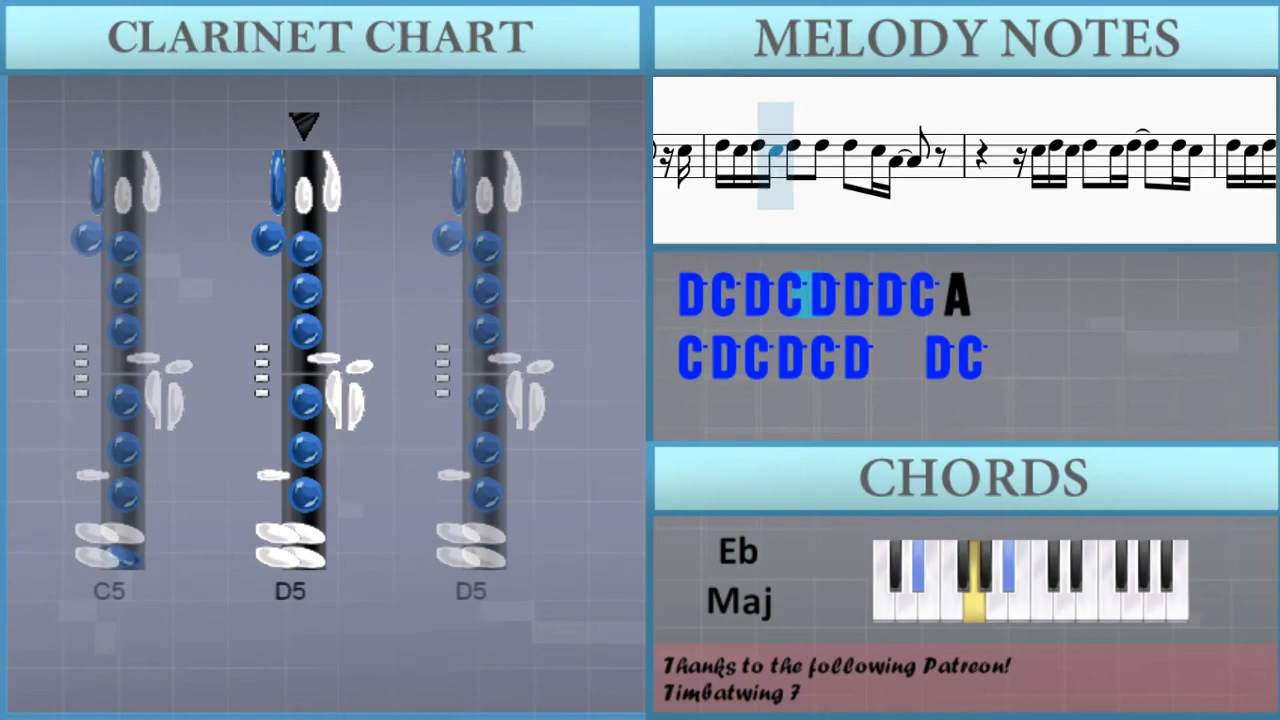 CLARINET CHART
C5 D5 D5
MELODY NOTES
DCDCDDDCA
CDCDCD DC
CHORDS
Eb
Maj
Thanks to the following Patreon!
Timbatwing 7